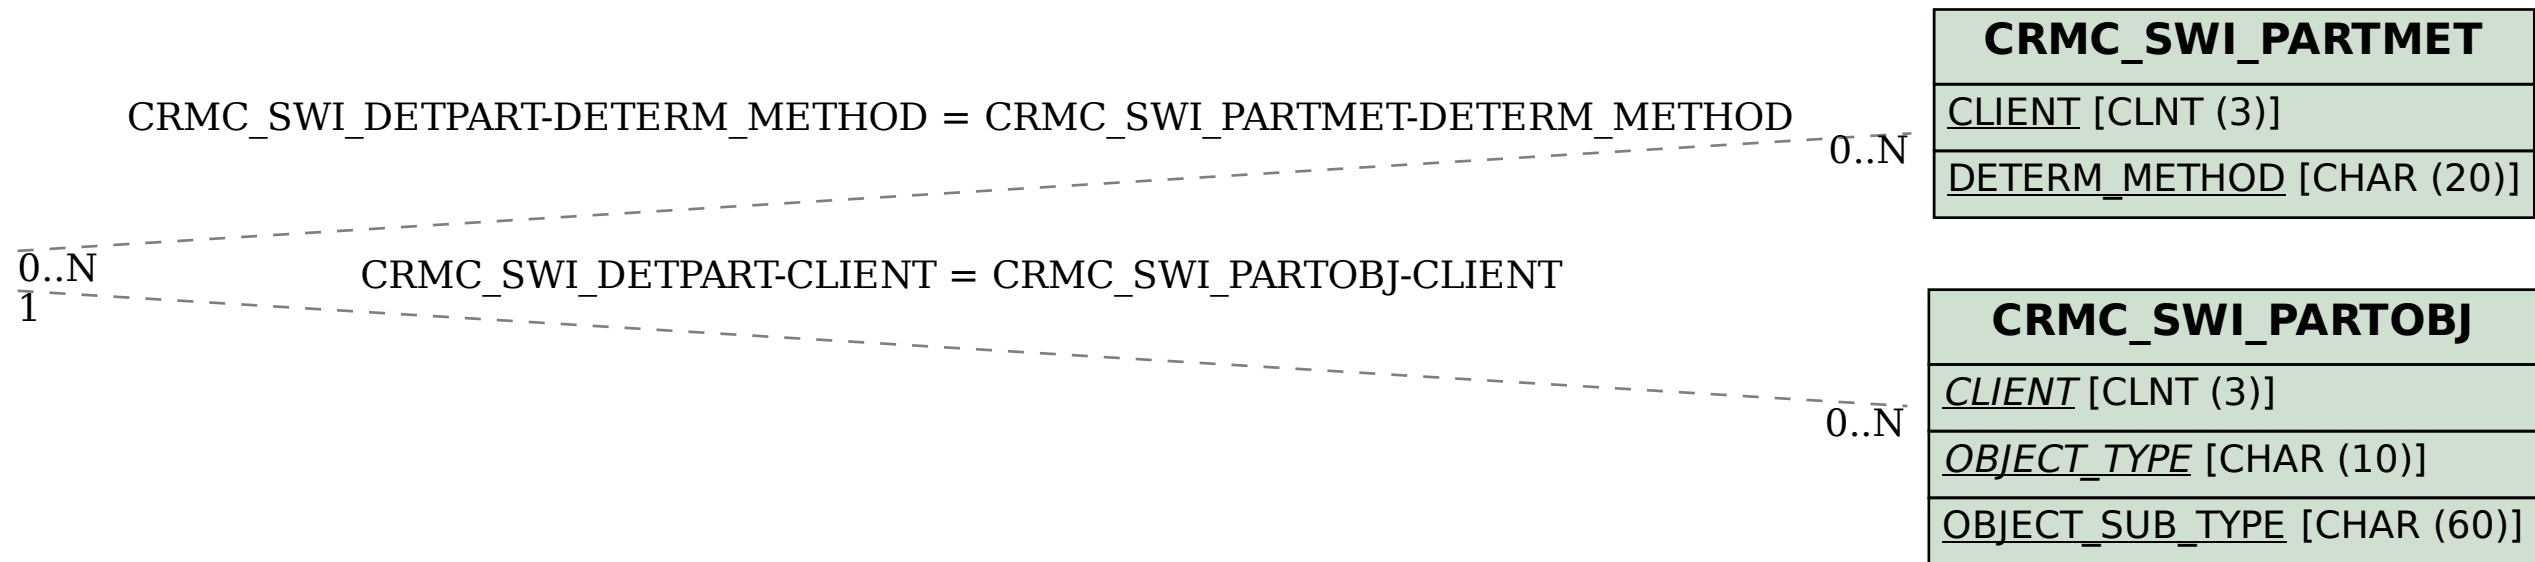 CRMC_SWI_PARTMET
CRMC_SWI_DETPART-DETERM_METHOD = CRMC_SWI_PARTMET-DETERM_METHOD
CLIENT [CLNT (3)]
0..N
DETERM_METHOD [CHAR (20)]
0..N
CRMC_SWI_DETPART-CLIENT = CRMC_SWI_PARTOBJ-CLIENT
1
CRMC_SWI_PARTOBJ
CLIENT [CLNT (3)]
0..N
OBJECT_TYPE [CHAR (10)]
OBJECT_SUB_TYPE [CHAR (60)]